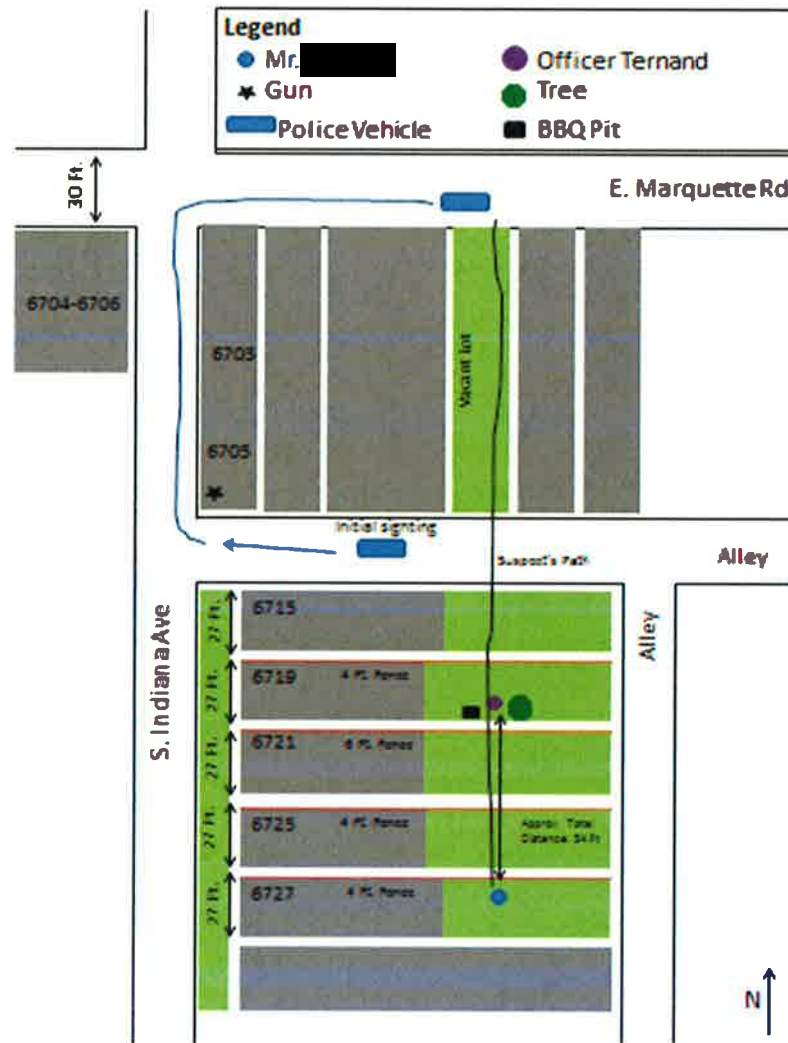 Legend
Mr.
Officer Ternand
Gun
Tree
Police Vehicle
BBQ Pit
30 Ft.
E. Marquette Rd
6704-6706
6703
Vacant lot
6705
Initial sighting
Suspect's Path
Alley
Alley
S. Indiana Ave
27 Ft.
6715
27 Ft.
6719
4 Ft. Fence
27 Ft.
6721
6 Ft. Fence
27 Ft.
6725
4 Ft. Fence
Approx. Total
Distance: 54 Ft
27 Ft.
6727
4 Ft. Fence
N